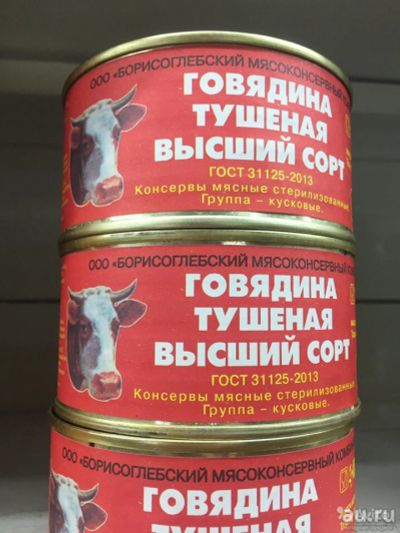 ООО «БОРИСОГЛЕБСКИЙ МЯСОКОНСЕРВНЫЙ
ГОВЯДИНА
ТУШЕНАЯ
ВЫСШИЙ СОРТ
ГОСТ 31125-2013
Консервы мясные стерилизованные
Группа – кусковые.
ООО «БОРИСОГЛЕБСКИЙ МЯСОКОНСЕРВНЫЙ
ГОВЯДИНА
ТУШЕНАЯ
ВЫСШИЙ СОРТ
ГОСТ 31125-2013
Консервы мясные стерилизованные
Группа – кусковые.
ООО «БОРИСОГЛЕБСКИЙ МЯСОКОНСЕРВНЫЙ
ГОВЯДИНА
ТУШЕНАЯ
au.ru